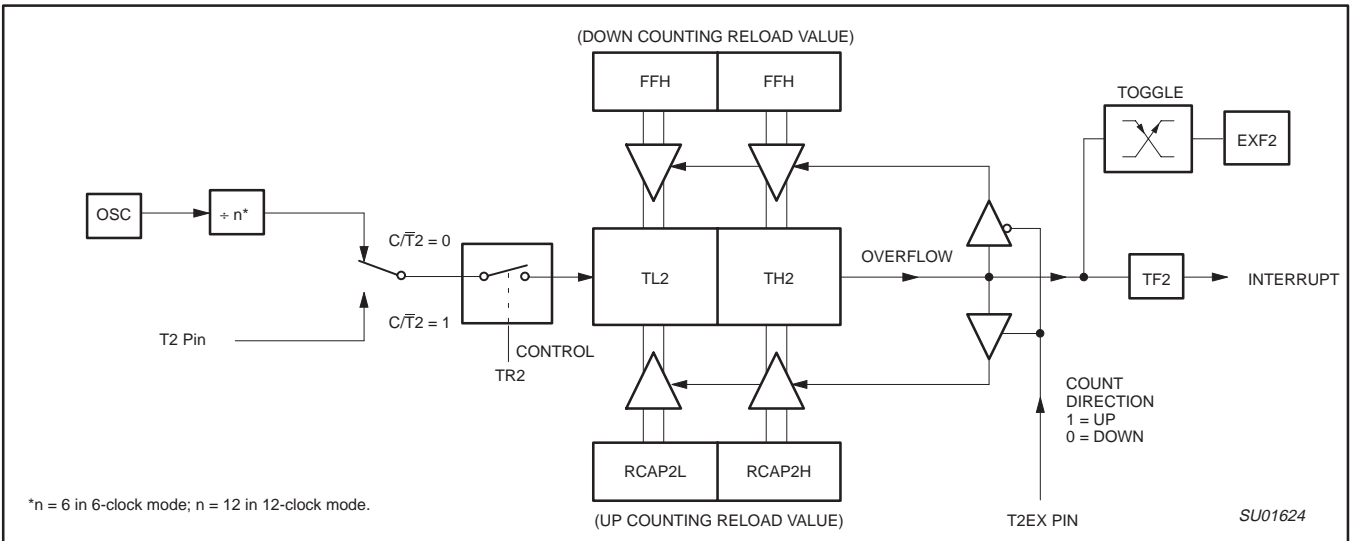 (DOWN COUNTING RELOAD VALUE)
FFH
FFH
TOGGLE
EXF2
OSC
÷ n*
C/T̅2 = 0
TL2
TH2
OVERFLOW
TF2
INTERRUPT
C/T̅2 = 1
T2 Pin
CONTROL
TR2
COUNT
DIRECTION
1 = UP
0 = DOWN
RCAP2L
RCAP2H
*n = 6 in 6-clock mode; n = 12 in 12-clock mode.
(UP COUNTING RELOAD VALUE)
T2EX PIN
SU01624